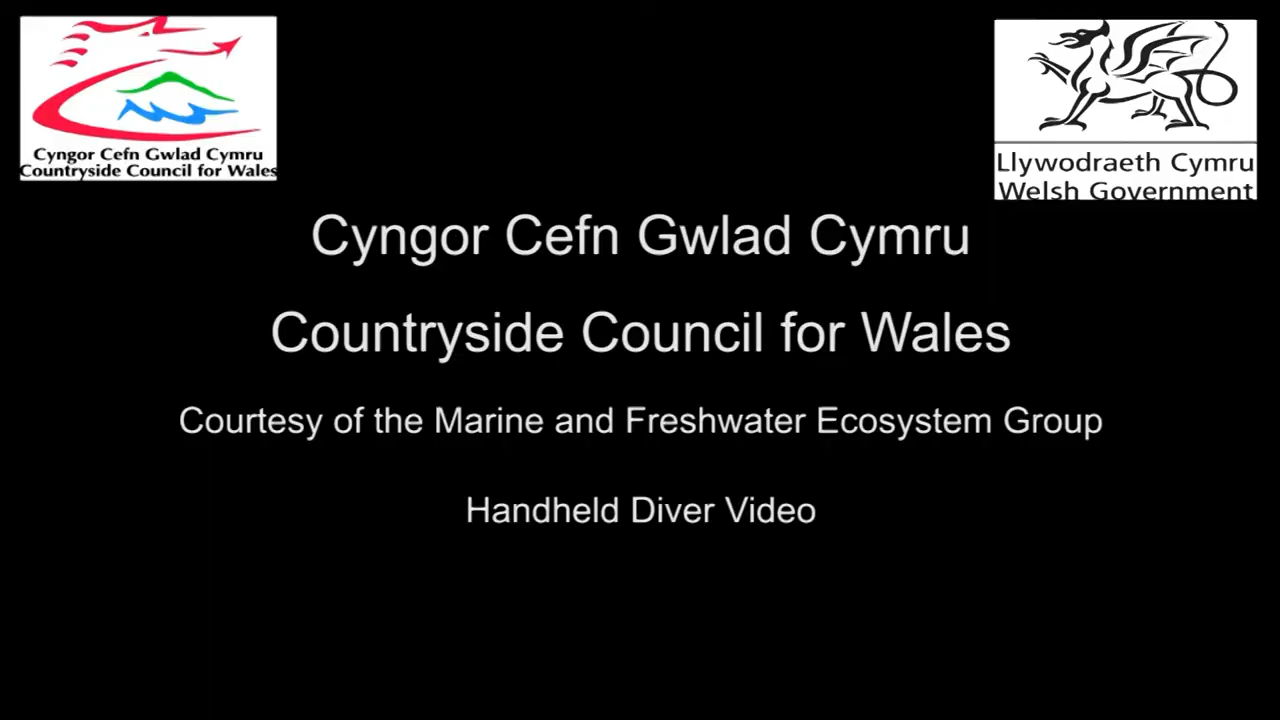 Cyngor Cefn Gwlad Cymru
Countryside Council for Wales
Llywodraeth Cymru
Welsh Government
Cyngor Cefn Gwlad Cymru
Countryside Council for Wales
Courtesy of the Marine and Freshwater Ecosystem Group
Handheld Diver Video